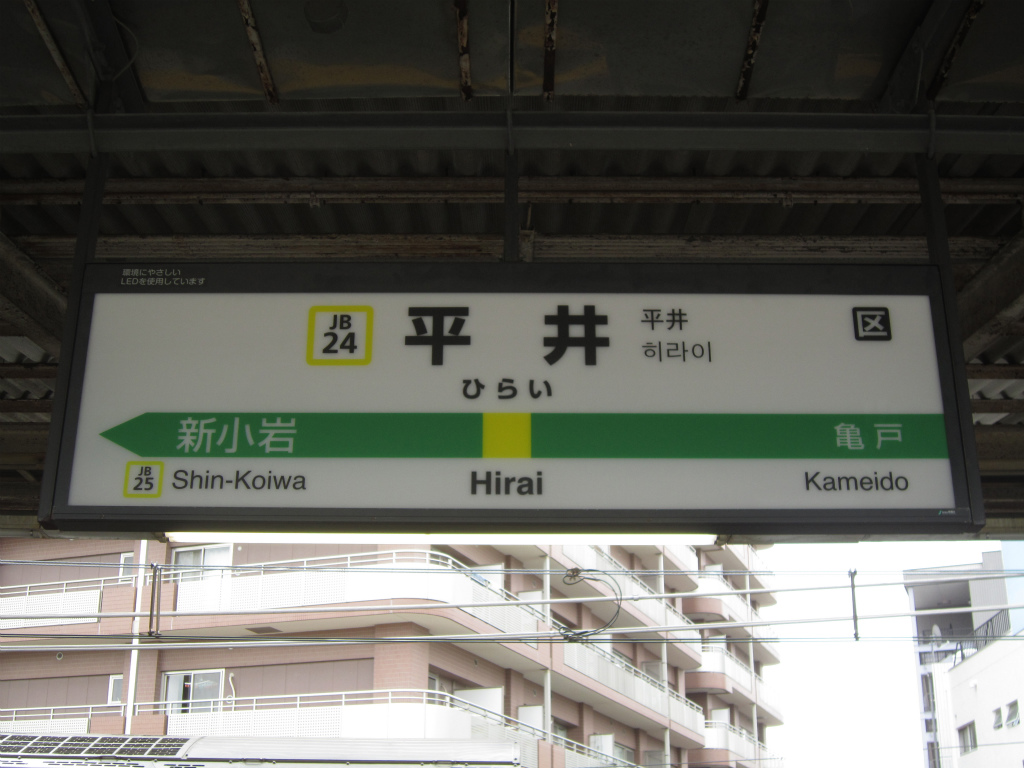 環境にやさしい
LEDを使用しています
JB
24
平井
平井
히라이
区
ひらい
新小岩
亀戸
JB
25
Shin-Koiwa
Hirai
Kameido